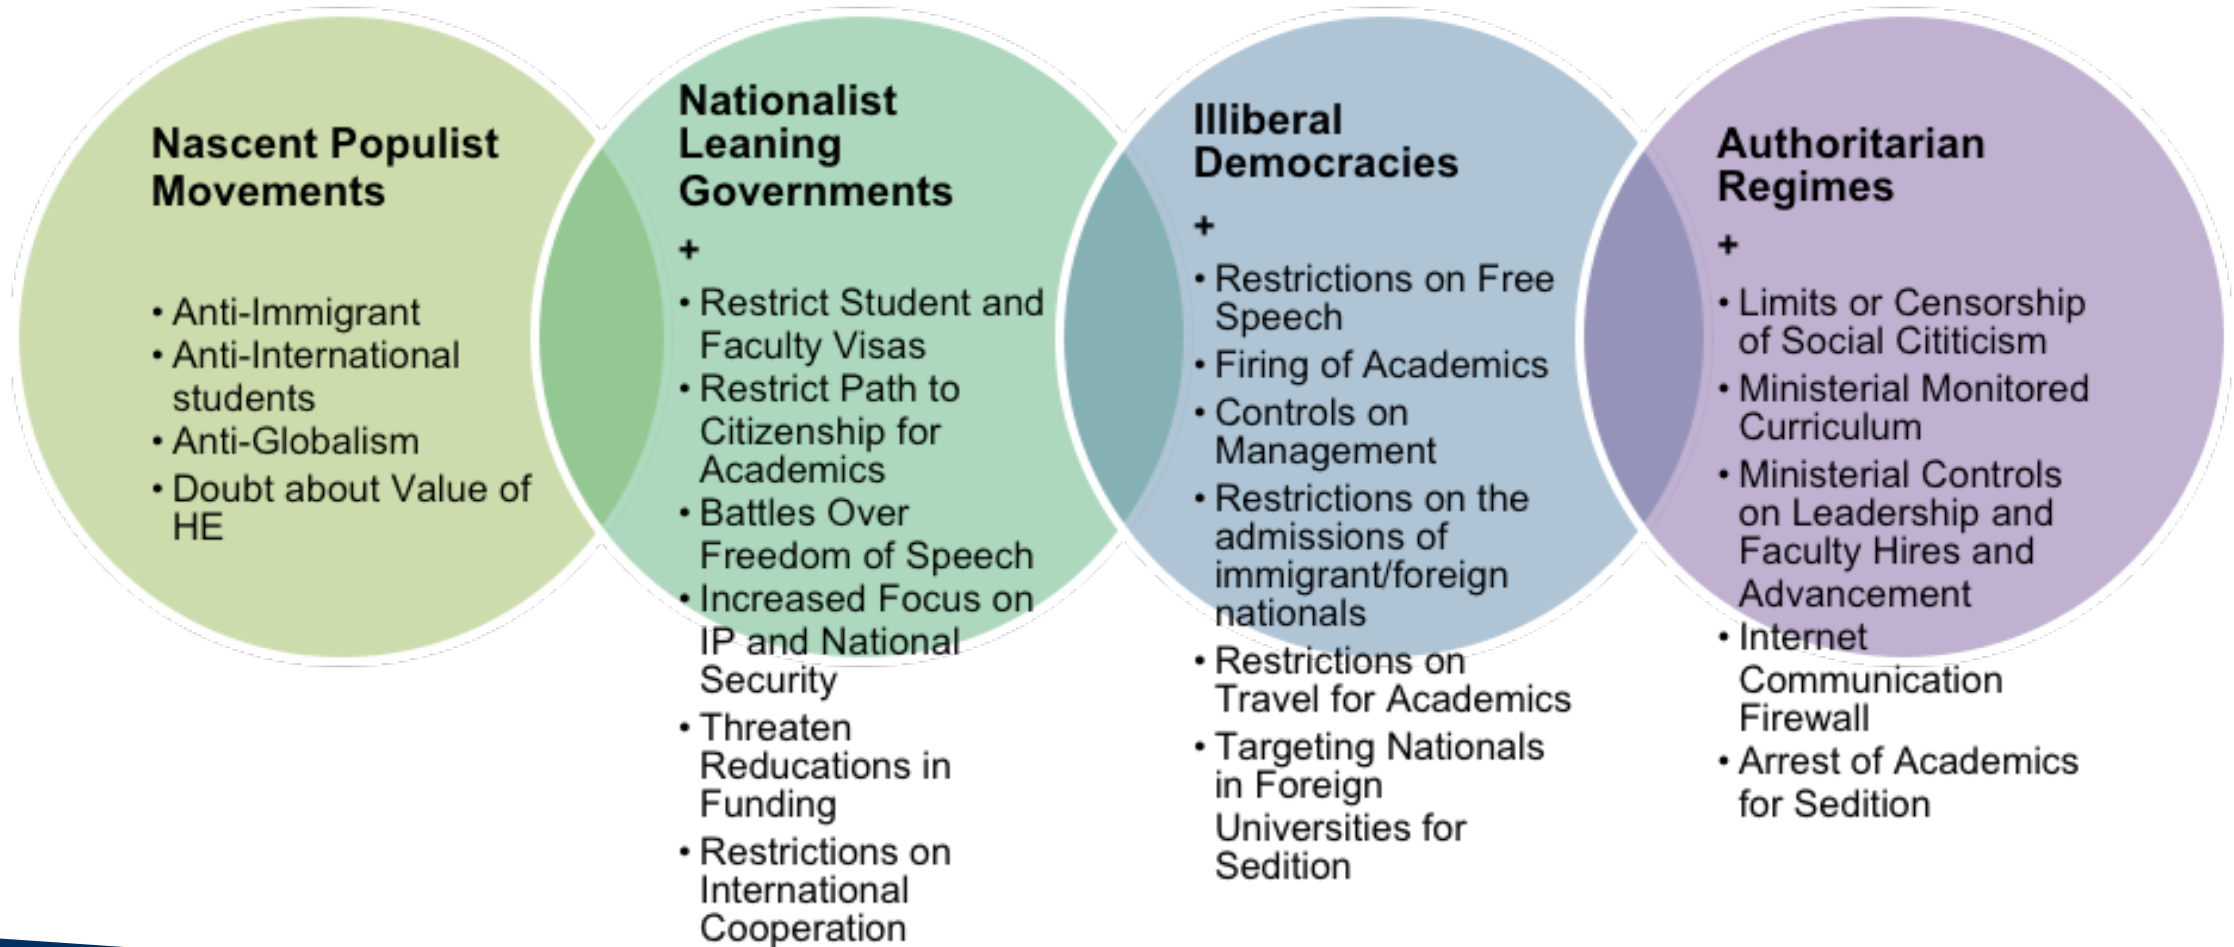 Nascent Populist
Movements
• Anti-Immigrant
• Anti-International
students
• Anti-Globalism
• Doubt about Value of
HE
Nationalist
Leaning
Governments
+
• Restrict Student and
Faculty Visas
• Restrict Path to
Citizenship for
Academics
• Battles Over
Freedom of Speech
• Increased Focus on
IP and National
Security
• Threaten
Reducations in
Funding
• Restrictions on
International
Cooperation
Illiberal
Democracies
+
• Restrictions on Free
Speech
• Firing of Academics
• Controls on
Management
• Restrictions on the
admissions of
immigrant/foreign
nationals
• Restrictions on
Travel for Academics
• Targeting Nationals
in Foreign
Universities for
Sedition
Authoritarian
Regimes
+
• Limits or Censorship
of Social Cititicism
• Ministerial Monitored
Curriculum
• Ministerial Controls
on Leadership and
Faculty Hires and
Advancement
• Internet
Communication
Firewall
• Arrest of Academics
for Sedition